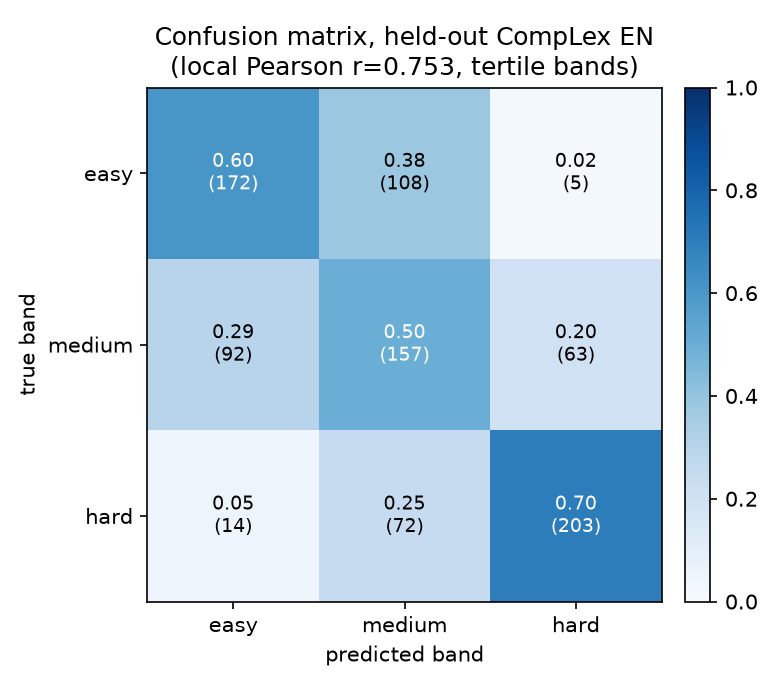 Confusion matrix, held-out CompLex EN
(local Pearson r=0.753, tertile bands)
easy
0.60
(172)
0.38
(108)
0.02
(5)
medium
0.29
(92)
0.50
(157)
0.20
(63)
hard
0.05
(14)
0.25
(72)
0.70
(203)
easy
medium
hard
predicted band
true band
1.0
0.8
0.6
0.4
0.2
0.0